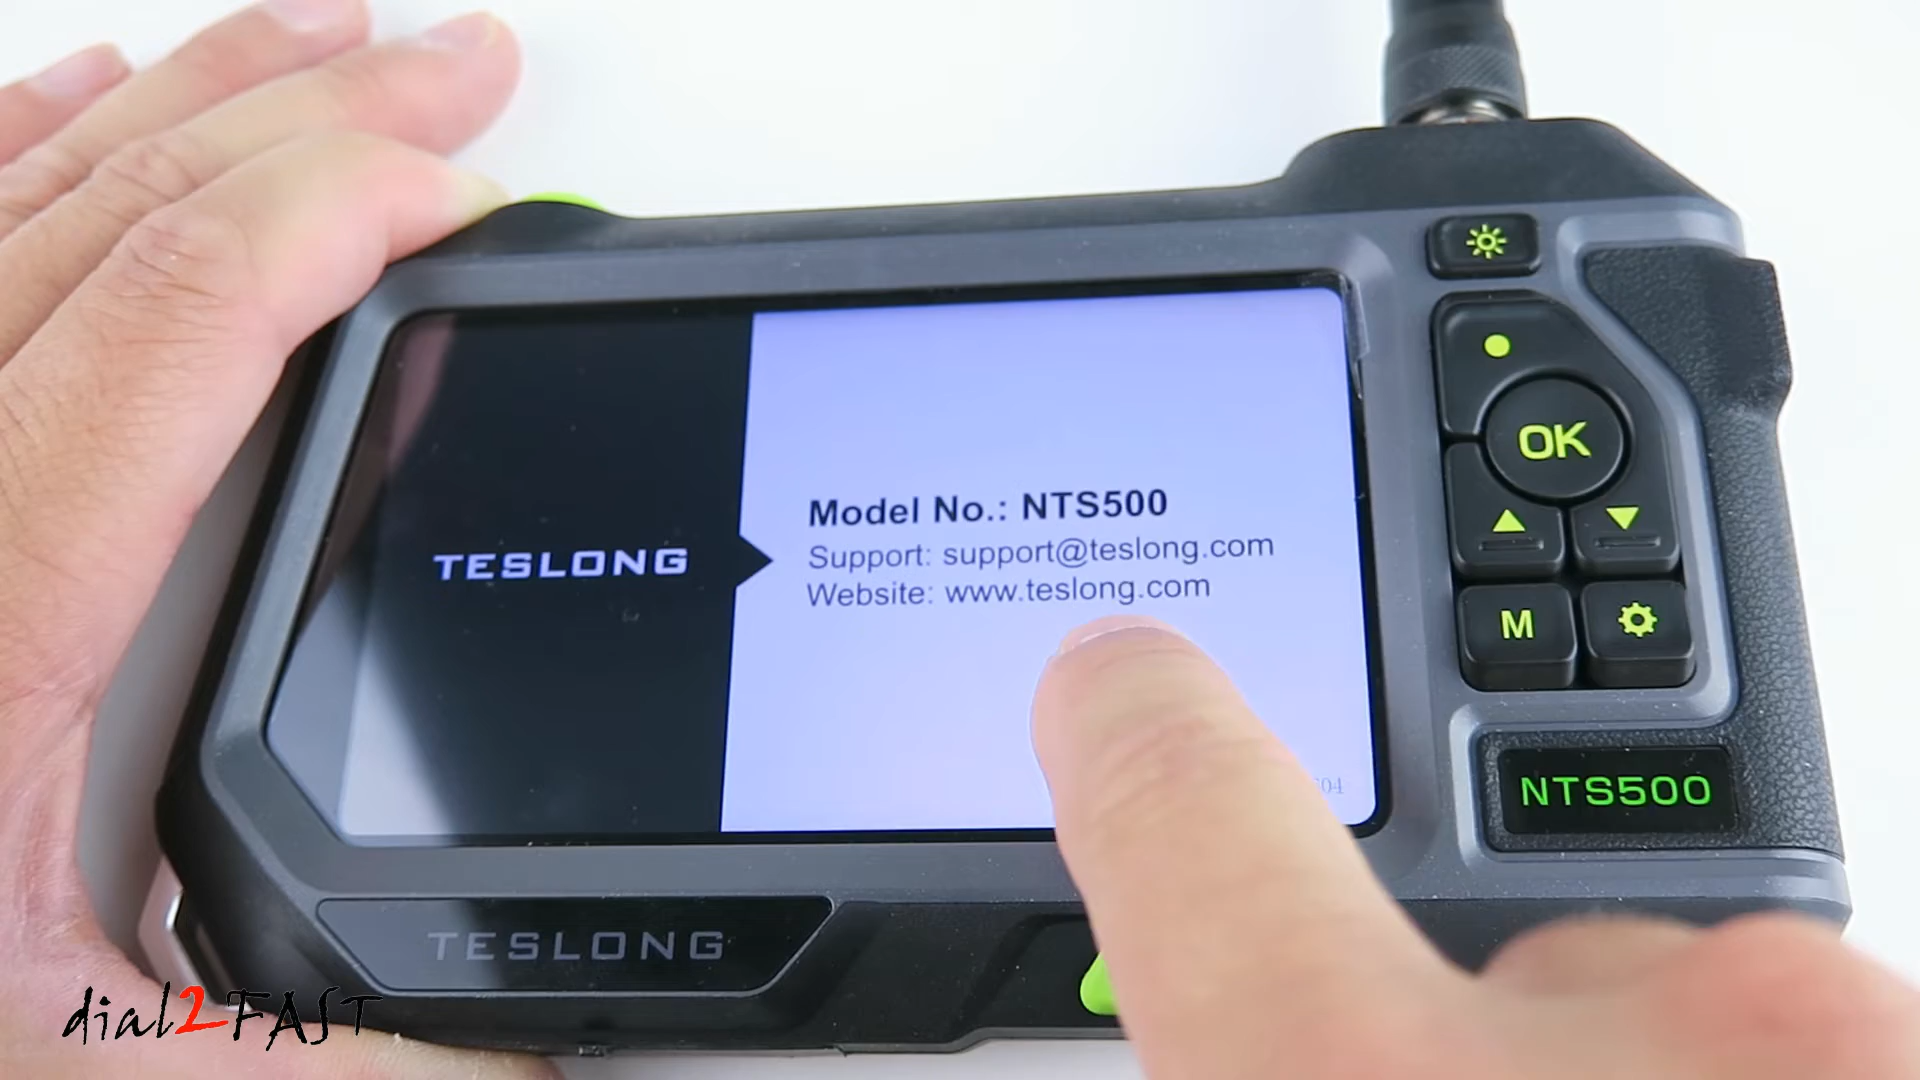 OK
TESLONG
Model No.: NTS500
Support: support@teslong.com
Website: www.teslong.com
M
NTS500
TESLONG
dial2FAST